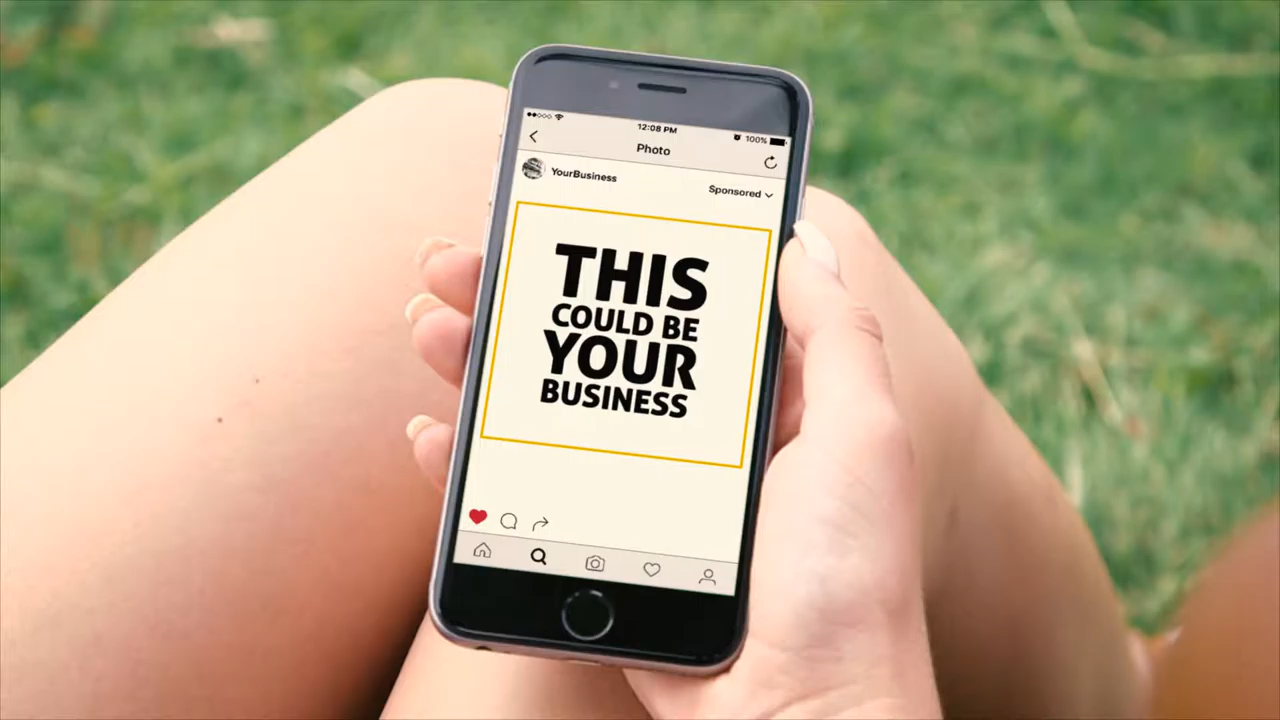 12:08 PM
100%
Photo
YourBusiness
Sponsored
THIS
COULD BE
YOUR
BUSINESS